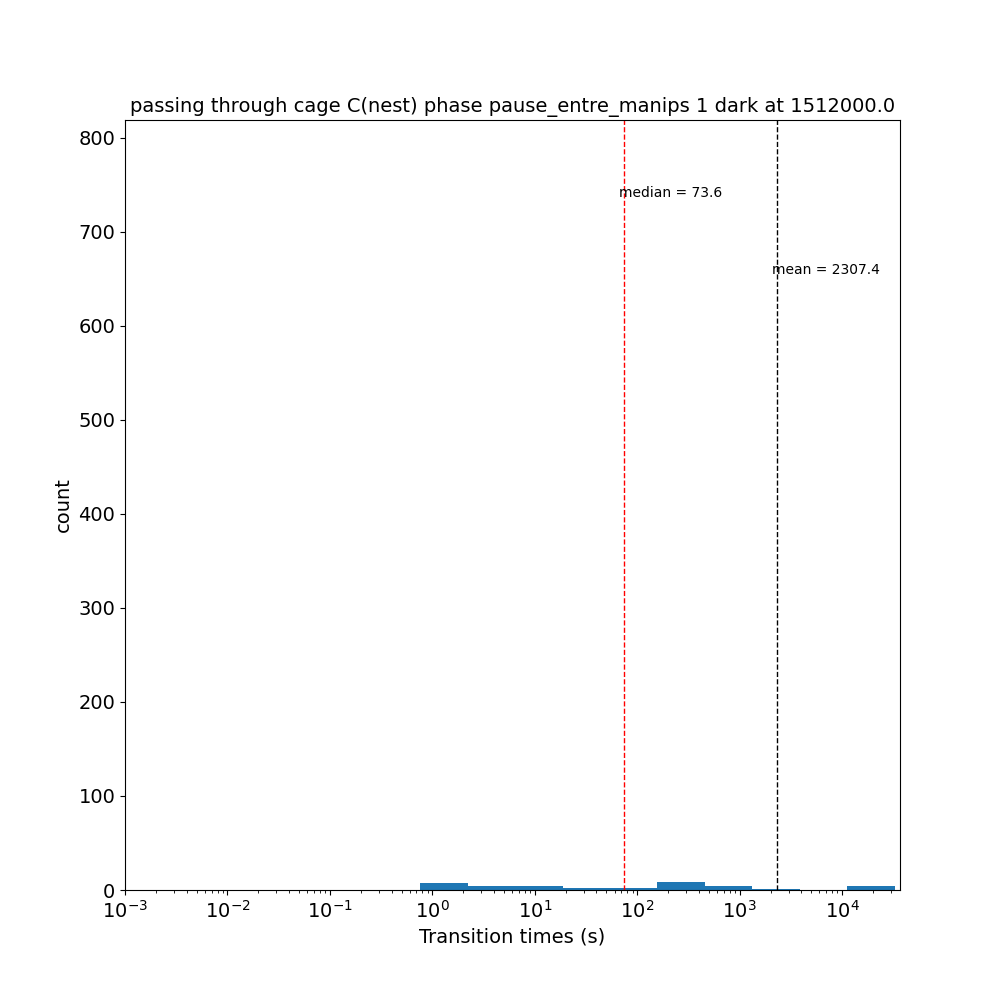 passing through cage C(nest) phase pause_entre_manips 1 dark at 1512000.0
800
median = 73.6
700
mean = 2307.4
600
500
count
400
300
200
100
0
10⁻³ 10⁻² 10⁻¹ 10⁰ 10¹ 10² 10³ 10⁴
Transition times (s)